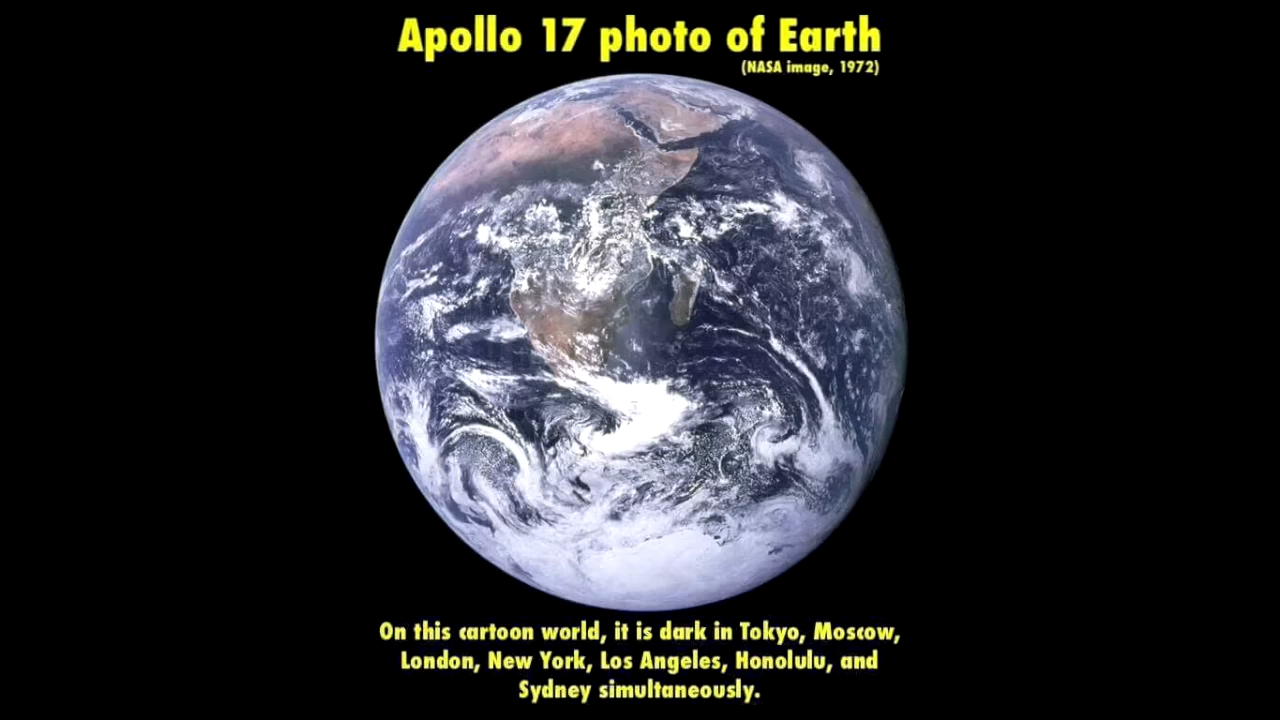 Apollo 17 photo of Earth
(NASA image, 1972)
On this cartoon world, it is dark in Tokyo, Moscow,
London, New York, Los Angeles, Honolulu, and
Sydney simultaneously.